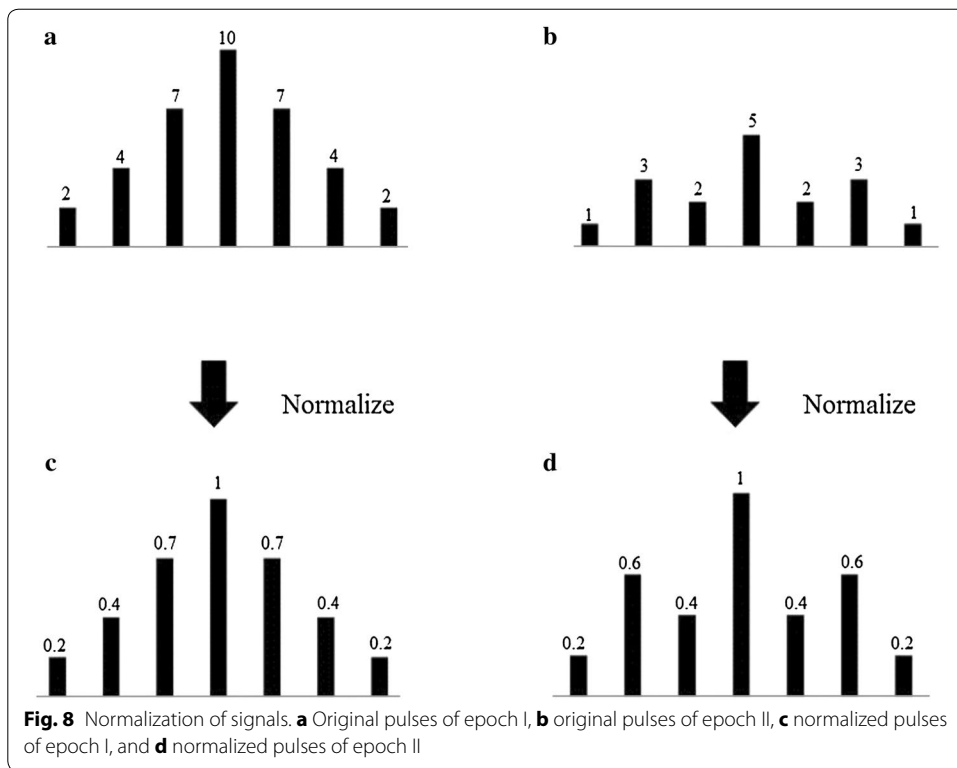 a
10
7 7
4 4
2 2
b
5
3 3
2 2
1 1
Normalize
Normalize
c
1
0.7 0.7
0.4 0.4
0.2 0.2
d
1
0.6 0.6
0.4 0.4
0.2 0.2
Fig. 8 Normalization of signals. a Original pulses of epoch I, b original pulses of epoch II, c normalized pulses
of epoch I, and d normalized pulses of epoch II